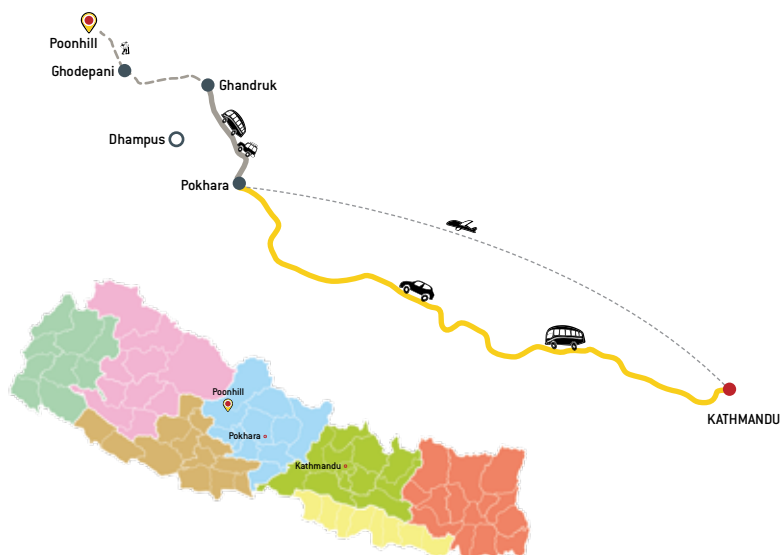 Poonhill
Ghodepani
Ghandruk
Dhampus
Pokhara
KATHMANDU
Poonhill
Pokhara
Kathmandu